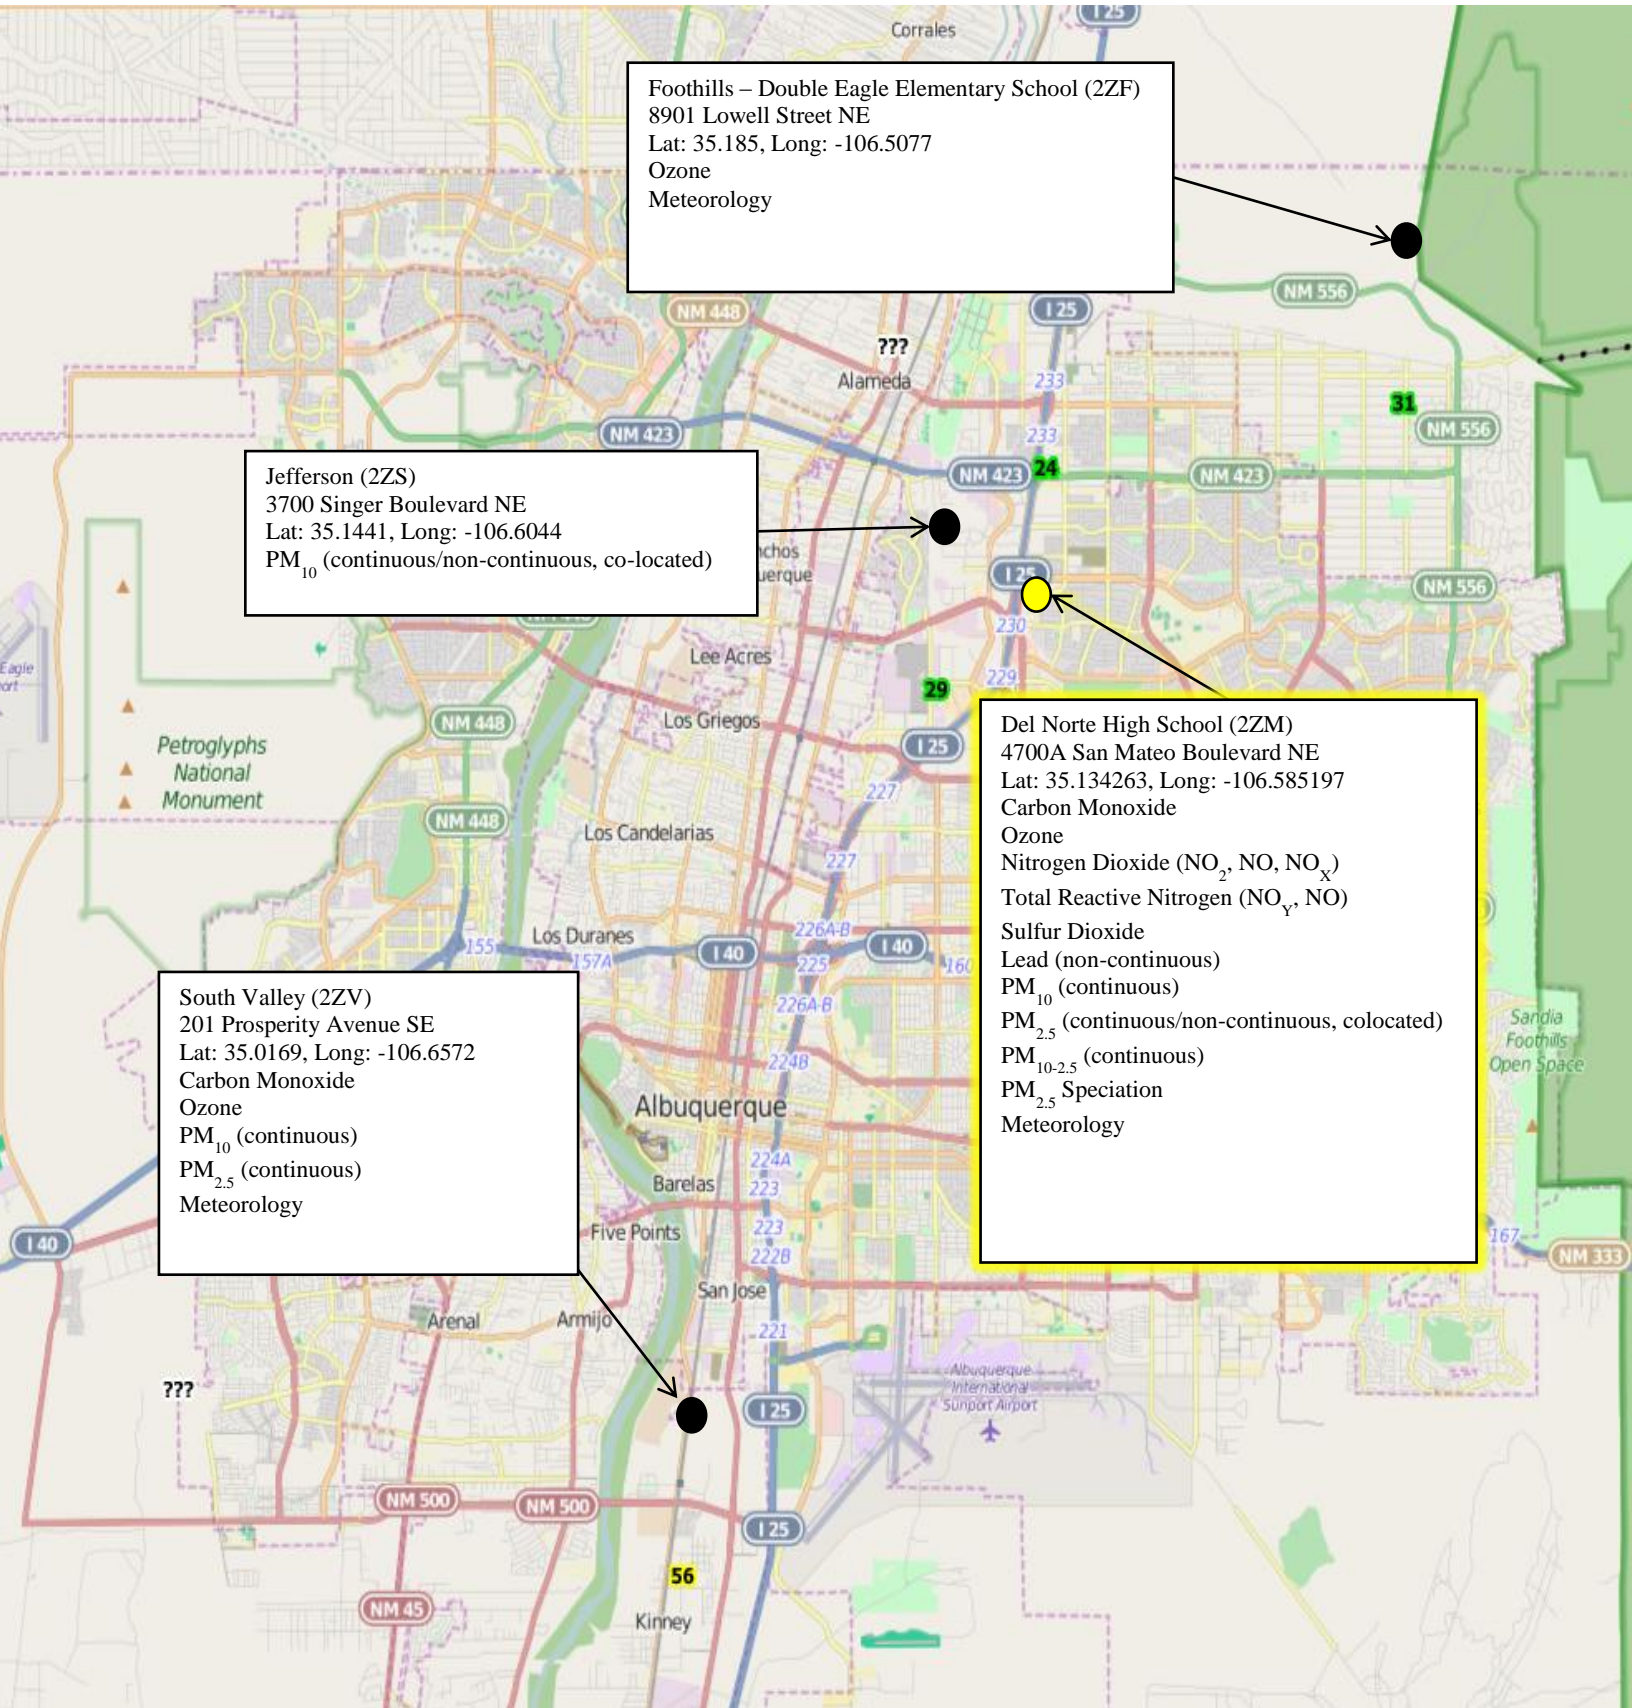 I 25
Corrales
Foothills – Double Eagle Elementary School (2ZF)
8901 Lowell Street NE
Lat: 35.185, Long: -106.5077
Ozone
Meteorology
NM 556
NM 448
I 25
???
Alameda
233
31
NM 423
233
NM 556
NM 423
24
NM 423
Jefferson (2ZS)
3700 Singer Boulevard NE
Lat: 35.1441, Long: -106.6044
PM10 (continuous/non-continuous, co-located)
I 25
NM 556
230
Lee Acres
Eagle
229
29
Los Griegos
NM 448
I 25
Petroglyphs
National
Monument
227
NM 448
Los Candelarias
227
Del Norte High School (2ZM)
4700A San Mateo Boulevard NE
Lat: 35.134263, Long: -106.585197
Carbon Monoxide
Ozone
Nitrogen Dioxide (NO2, NO, NOX)
Total Reactive Nitrogen (NOY, NO)
Sulfur Dioxide
Lead (non-continuous)
PM10 (continuous)
PM2.5 (continuous/non-continuous, colocated)
PM10-2.5 (continuous)
PM2.5 Speciation
Meteorology
226A-B
Los Duranes
155
157A
I 40
225
I 40
160
226A-B
South Valley (2ZV)
201 Prosperity Avenue SE
Lat: 35.0169, Long: -106.6572
Carbon Monoxide
Ozone
PM10 (continuous)
PM2.5 (continuous)
Meteorology
Sandia
Foothills
Open Space
224B
Albuquerque
224A
Barelas
223
Five Points
223
222B
I 40
167
NM 333
San Jose
Arenal
Armijo
221
Albuquerque
International
Sunport Airport
???
I 25
NM 500
NM 500
I 25
56
NM 45
Kinney